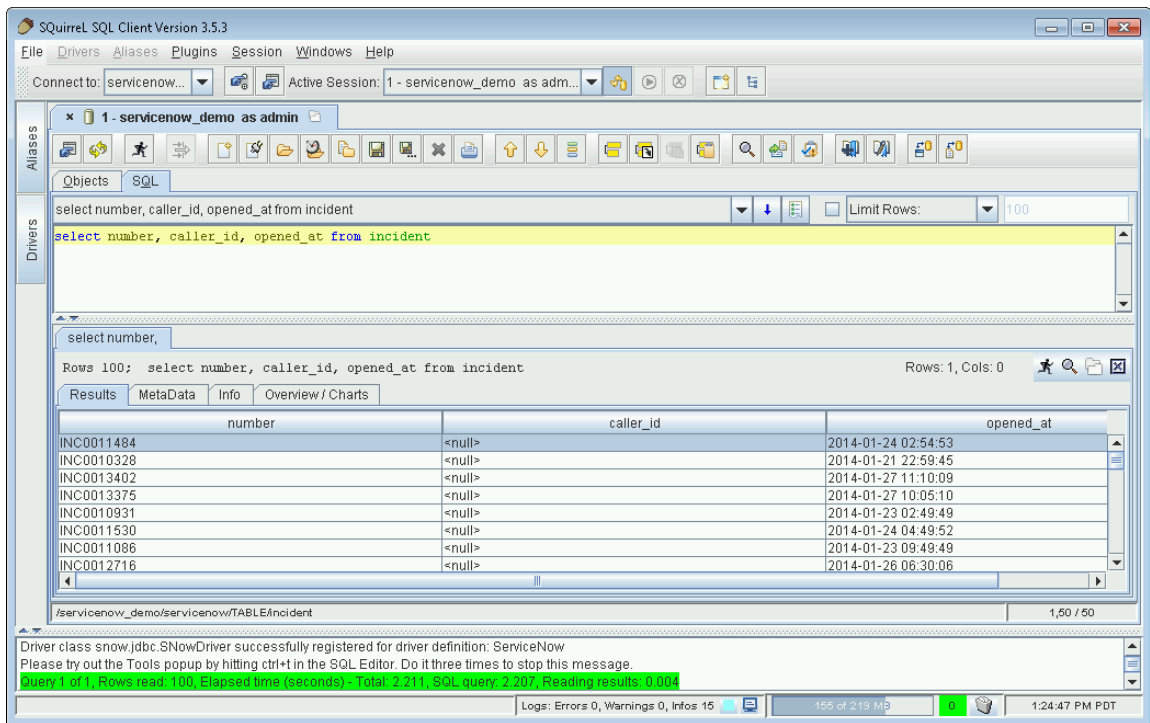 SQuirreL SQL Client Version 3.5.3
File Drivers Aliases Plugins Session Windows Help
Connect to: servicenow... Active Session: 1 - servicenow_demo as adm...
Aliases
Drivers
1 - servicenow_demo as admin
Objects SQL
select number, caller_id, opened_at from incident Limit Rows: 100
select number, caller_id, opened_at from incident
select number,
Rows 100; select number, caller_id, opened_at from incident Rows: 1, Cols: 0
Results MetaData Info Overview / Charts
number caller_id opened_at
INC0011484 <null> 2014-01-24 02:54:53
INC0010328 <null> 2014-01-21 22:59:45
INC0013402 <null> 2014-01-27 11:10:09
INC0013375 <null> 2014-01-27 10:05:10
INC0010931 <null> 2014-01-23 02:49:49
INC0011530 <null> 2014-01-24 04:49:52
INC0011086 <null> 2014-01-23 09:49:49
INC0012716 <null> 2014-01-26 06:30:06
/servicenow_demo/servicenow/TABLE/incident 1,50 / 50
Driver class snow.jdbc.SNowDriver successfully registered for driver definition: ServiceNow
Please try out the Tools popup by hitting ctrl+t in the SQL Editor. Do it three times to stop this message.
Query 1 of 1, Rows read: 100, Elapsed time (seconds) - Total: 2.211, SQL query: 2.207, Reading results: 0.004
Logs: Errors 0, Warnings 0, Infos 15 155 of 219 MB 0 1:24:47 PM PDT